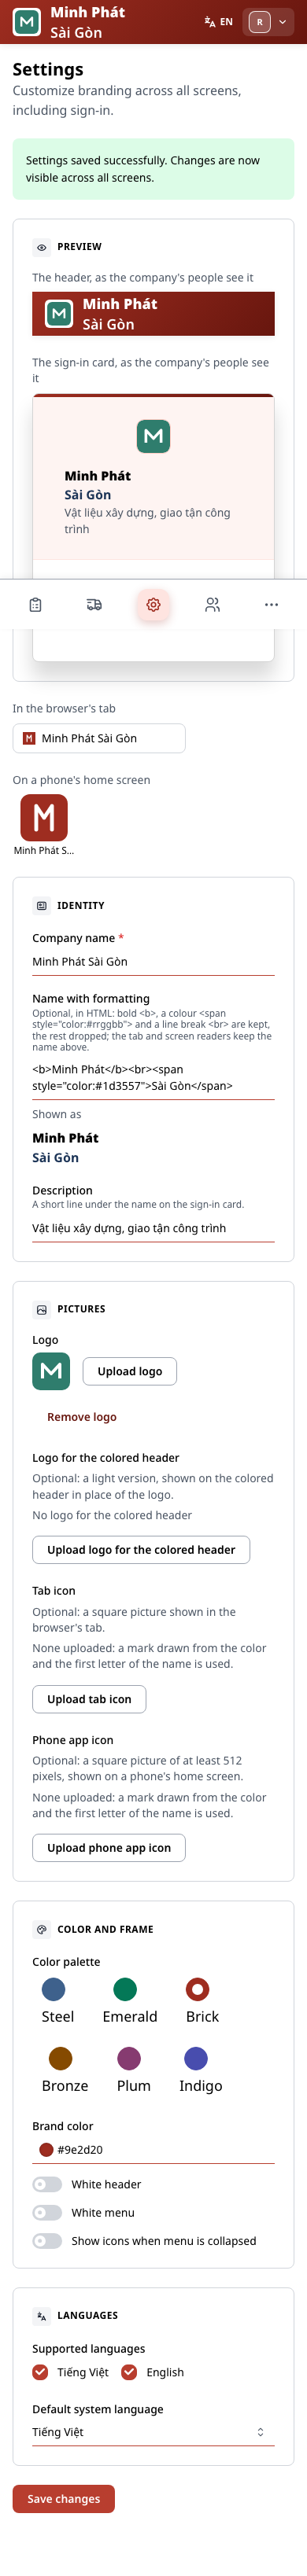 Minh Phát
Sài Gòn
EN
R
Settings
Customize branding across all screens,
including sign-in.
Settings saved successfully. Changes are now
visible across all screens.
PREVIEW
The header, as the company's people see it
Minh Phát
Sài Gòn
The sign-in card, as the company's people see
it
Minh Phát
Sài Gòn
Vật liệu xây dựng, giao tận công
trình
In the browser's tab
M Minh Phát Sài Gòn
On a phone's home screen
M
Minh Phát S...
IDENTITY
Company name *
Minh Phát Sài Gòn
Name with formatting
Optional, in HTML: bold <b>, a colour <span
style="color:#rrggbb"> and a line break <br> are kept,
the rest dropped; the tab and screen readers keep the
name above.
<b>Minh Phát</b><br><span
style="color:#1d3557">Sài Gòn</span>
Shown as
Minh Phát
Sài Gòn
Description
A short line under the name on the sign-in card.
Vật liệu xây dựng, giao tận công trình
PICTURES
Logo
Upload logo
Remove logo
Logo for the colored header
Optional: a light version, shown on the colored
header in place of the logo.
No logo for the colored header
Upload logo for the colored header
Tab icon
Optional: a square picture shown in the
browser's tab.
None uploaded: a mark drawn from the color
and the first letter of the name is used.
Upload tab icon
Phone app icon
Optional: a square picture of at least 512
pixels, shown on a phone's home screen.
None uploaded: a mark drawn from the color
and the first letter of the name is used.
Upload phone app icon
COLOR AND FRAME
Color palette
Steel Emerald Brick
Bronze Plum Indigo
Brand color
#9e2d20
White header
White menu
Show icons when menu is collapsed
LANGUAGES
Supported languages
Tiếng Việt English
Default system language
Tiếng Việt
Save changes